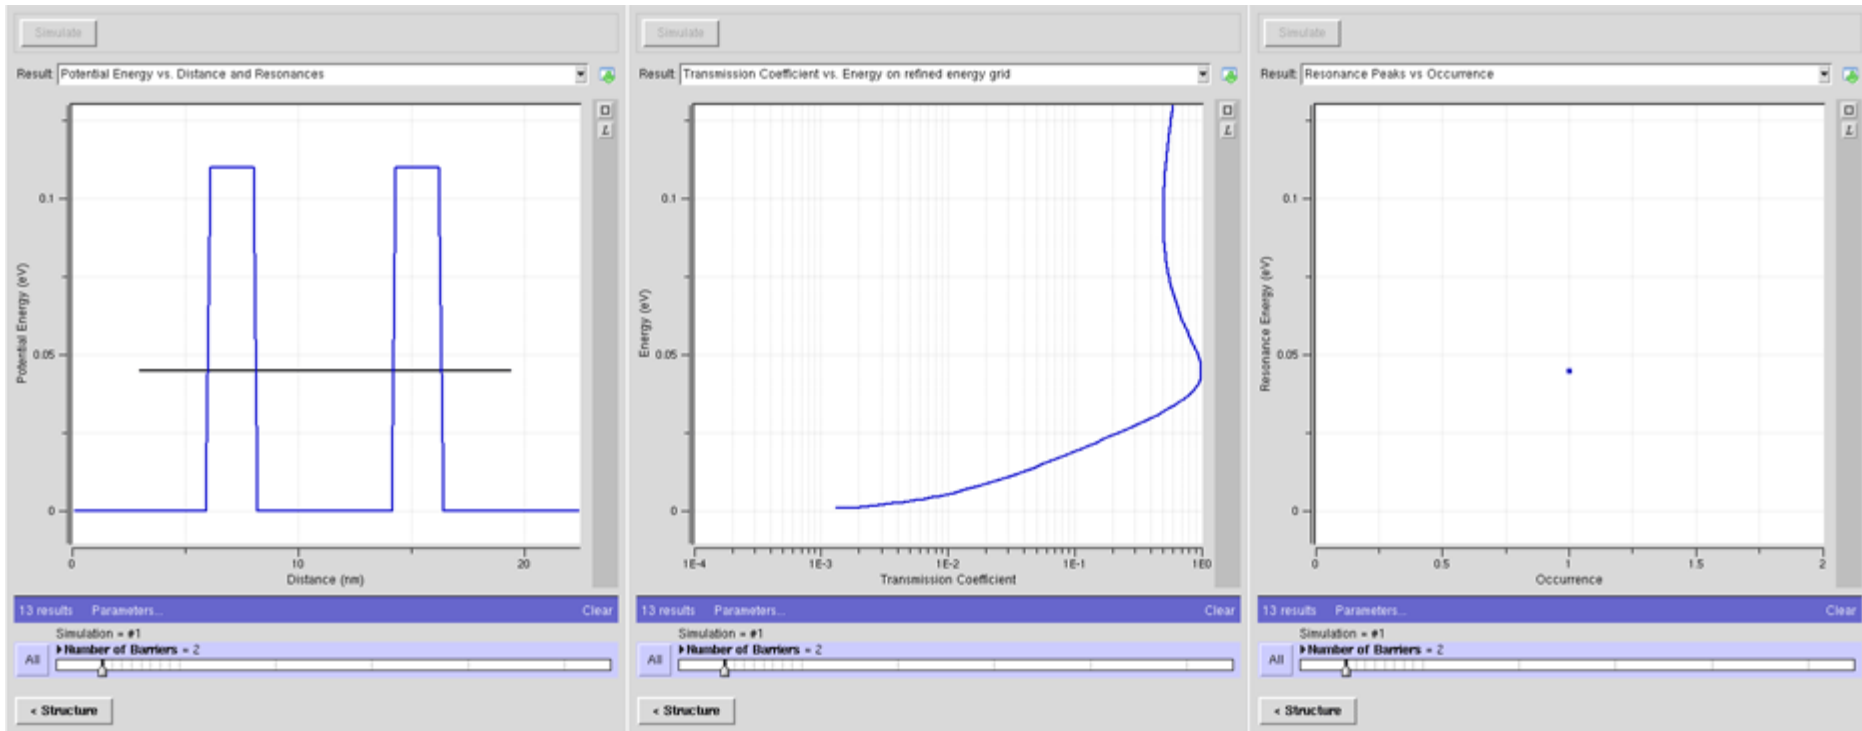 Simulate
Result: Potential Energy vs. Distance and Resonances
Potential Energy (eV)
0.1
0.05
0
0 10 20
Distance (nm)
13 results Parameters... Clear
Simulation = #1
All Number of Barriers = 2
< Structure
Simulate
Result: Transmission Coefficient vs. Energy on refined energy grid
Energy (eV)
0.1
0.05
0
1E-4 1E-3 1E-2 1E-1 1E0
Transmission Coefficient
13 results Parameters... Clear
Simulation = #1
All Number of Barriers = 2
< Structure
Simulate
Result: Resonance Peaks vs Occurrence
Resonance Energy (eV)
0.1
0.05
0
0 0.5 1 1.5 2
Occurrence
13 results Parameters... Clear
Simulation = #1
All Number of Barriers = 2
< Structure